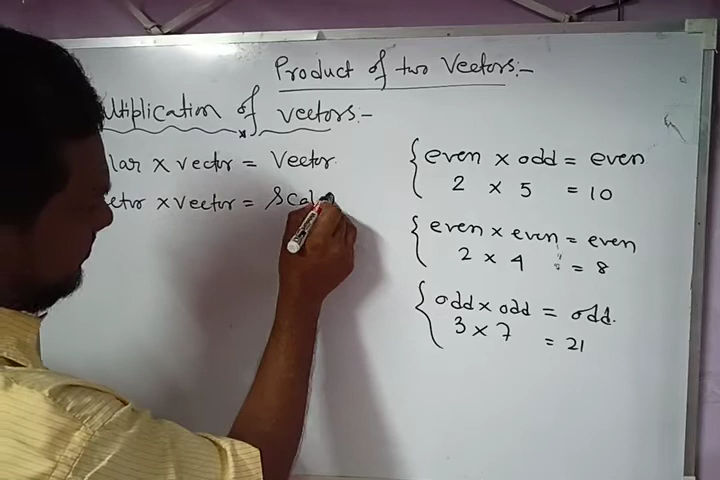 Product of two Vectors:-
ultiplication of vectors:-
lar x vector = Vector.
ctor x vector = Scal
{ even x odd = even
2 x 5 = 10
{ even x even = even
2 x 4 = 8
{ odd x odd = odd.
3 x 7 = 21